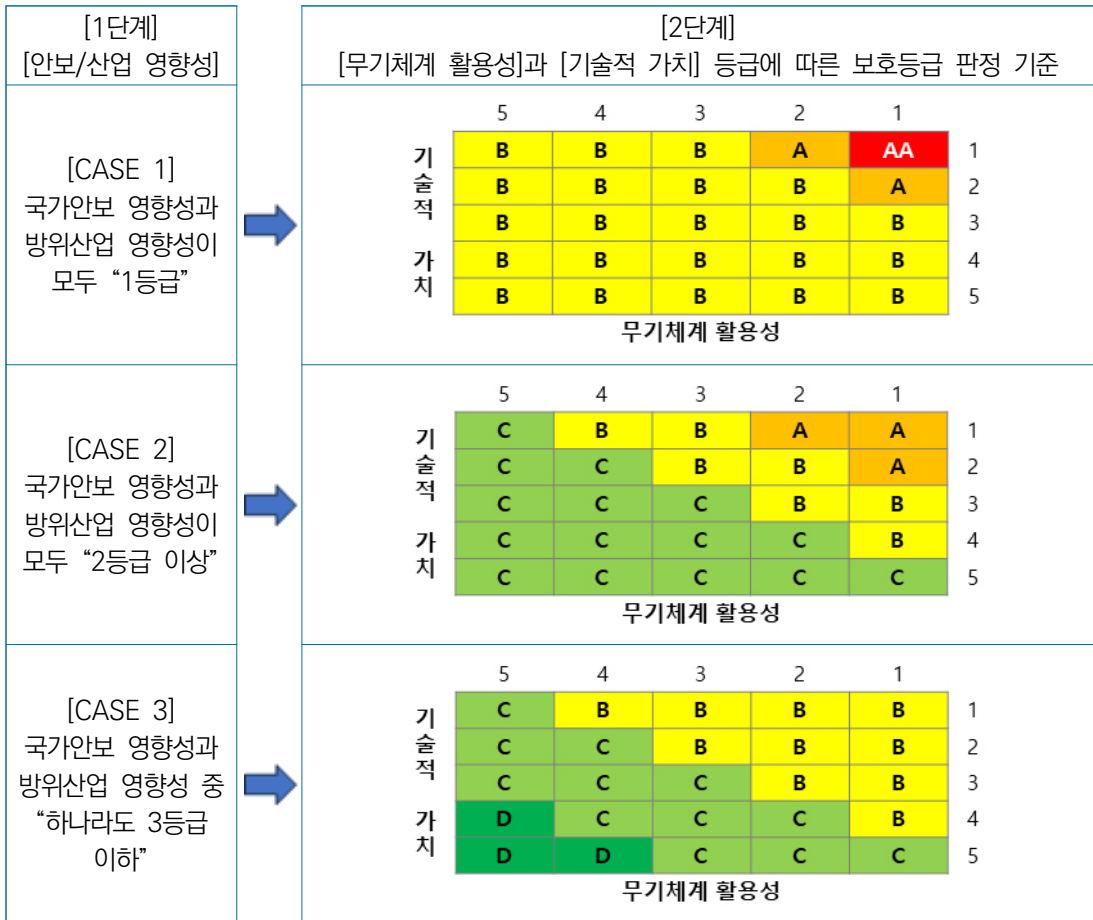 [1단계]
[안보/산업 영향성]
[2단계]
[무기체계 활용성]과 [기술적 가치] 등급에 따른 보호등급 판정 기준
[CASE 1]
국가안보 영향성과
방위산업 영향성이
모두 “1등급”
5 4 3 2 1
기술적 가치
B B B A AA 1
B B B B A 2
B B B B B 3
B B B B B 4
B B B B B 5
무기체계 활용성
[CASE 2]
국가안보 영향성과
방위산업 영향성이
모두 “2등급 이상”
5 4 3 2 1
기술적 가치
C B B A A 1
C C B B A 2
C C C B B 3
C C C C B 4
C C C C C 5
무기체계 활용성
[CASE 3]
국가안보 영향성과
방위산업 영향성 중
“하나라도 3등급
이하”
5 4 3 2 1
기술적 가치
C B B B B 1
C C B B B 2
C C C B B 3
D C C C B 4
D D C C C 5
무기체계 활용성